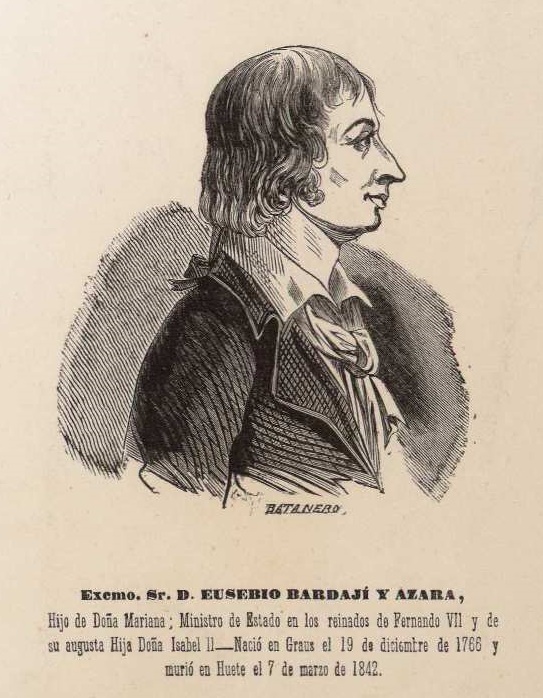 BATANERO.
Excmo. Sr. D. EUSEBIO BARDAJÍ Y AZARA,
Hijo de Doña Mariana; Ministro de Estado en los reinados de Fernando VII y de
su augusta Hija Doña Isabel II—Nació en Graus el 19 de diciembre de 1766 y
murió en Huete el 7 de marzo de 1842.